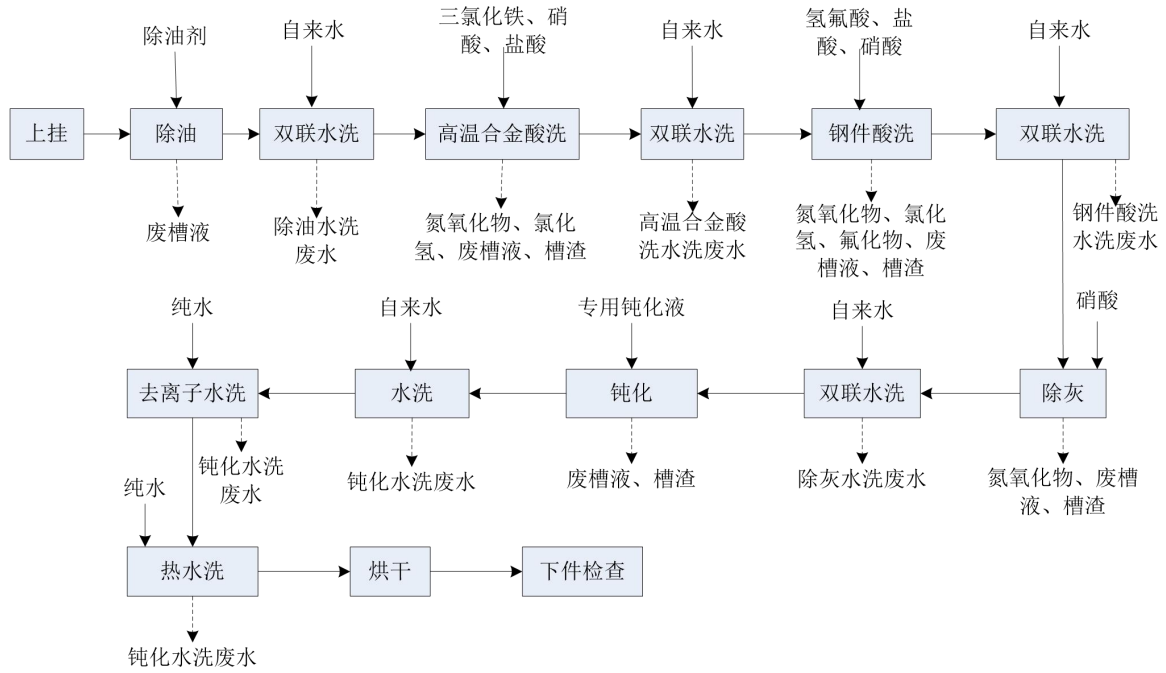 除油剂
自来水
三氯化铁、硝
酸、盐酸
自来水
氢氟酸、盐
酸、硝酸
自来水
上挂
除油
双联水洗
高温合金酸洗
双联水洗
钢件酸洗
双联水洗
废槽液
除油水洗
废水
氮氧化物、氯化
氢、废槽液、槽渣
高温合金酸
洗水洗废水
氮氧化物、氯化
氢、氟化物、废
槽液、槽渣
钢件酸洗
水洗废水
纯水
自来水
专用钝化液
自来水
硝酸
去离子水洗
水洗
钝化
双联水洗
除灰
钝化水洗
废水
钝化水洗废水
废槽液、槽渣
除灰水洗废水
氮氧化物、废槽
液、槽渣
纯水
热水洗
烘干
下件检查
钝化水洗废水